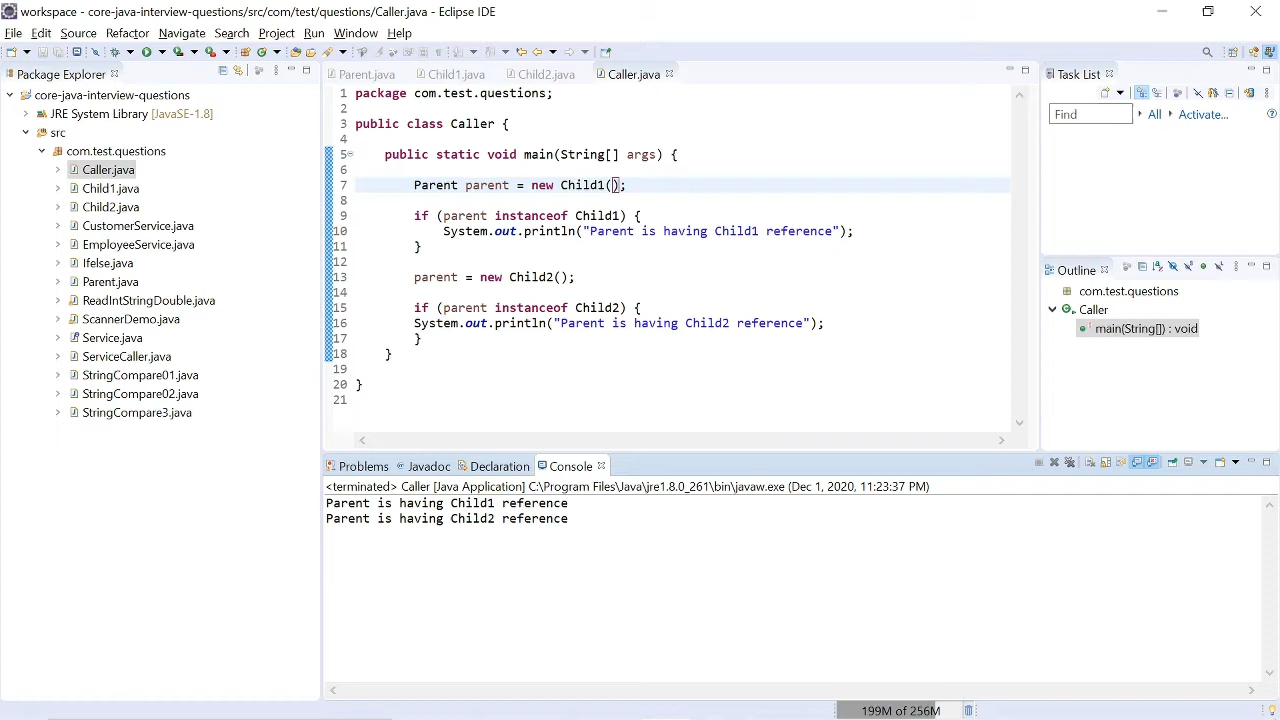 workspace - core-java-interview-questions/src/com/test/questions/Caller.java - Eclipse IDE
File Edit Source Refactor Navigate Search Project Run Window Help
Package Explorer
core-java-interview-questions
JRE System Library [JavaSE-1.8]
src
com.test.questions
Caller.java
Child1.java
Child2.java
CustomerService.java
EmployeeService.java
Ifelse.java
Parent.java
ReadIntStringDouble.java
ScannerDemo.java
Service.java
ServiceCaller.java
StringCompare01.java
StringCompare02.java
StringCompare3.java
Parent.java Child1.java Child2.java Caller.java
1 package com.test.questions;
2
3 public class Caller {
4
5 public static void main(String[] args) {
6
7 Parent parent = new Child1();
8
9 if (parent instanceof Child1) {
10 System.out.println("Parent is having Child1 reference");
11 }
12
13 parent = new Child2();
14
15 if (parent instanceof Child2) {
16 System.out.println("Parent is having Child2 reference");
17 }
18 }
19
20 }
21
Task List
Find All Activate...
Outline
com.test.questions
Caller
main(String[]) : void
Problems Javadoc Declaration Console
<terminated> Caller [Java Application] C:\Program Files\Java\jre1.8.0_261\bin\javaw.exe (Dec 1, 2020, 11:23:37 PM)
Parent is having Child1 reference
Parent is having Child2 reference
199M of 256M